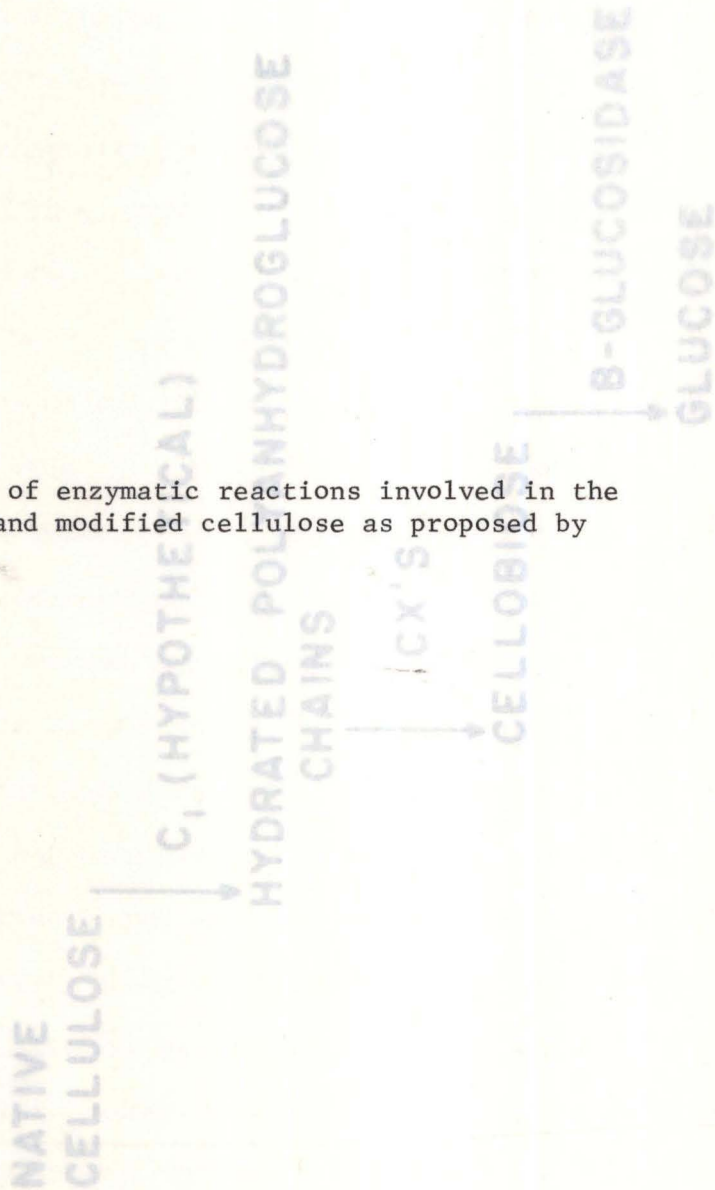 of enzymatic reactions involved in the
and modified cellulose as proposed by
NATIVE
CELLULOSE
C₁ (HYPOTHETICAL)
HYDRATED POLYANHYDROGLUCOSE
CHAINS
CX'S
CELLOBIOSE
B-GLUCOSIDASE
GLUCOSE